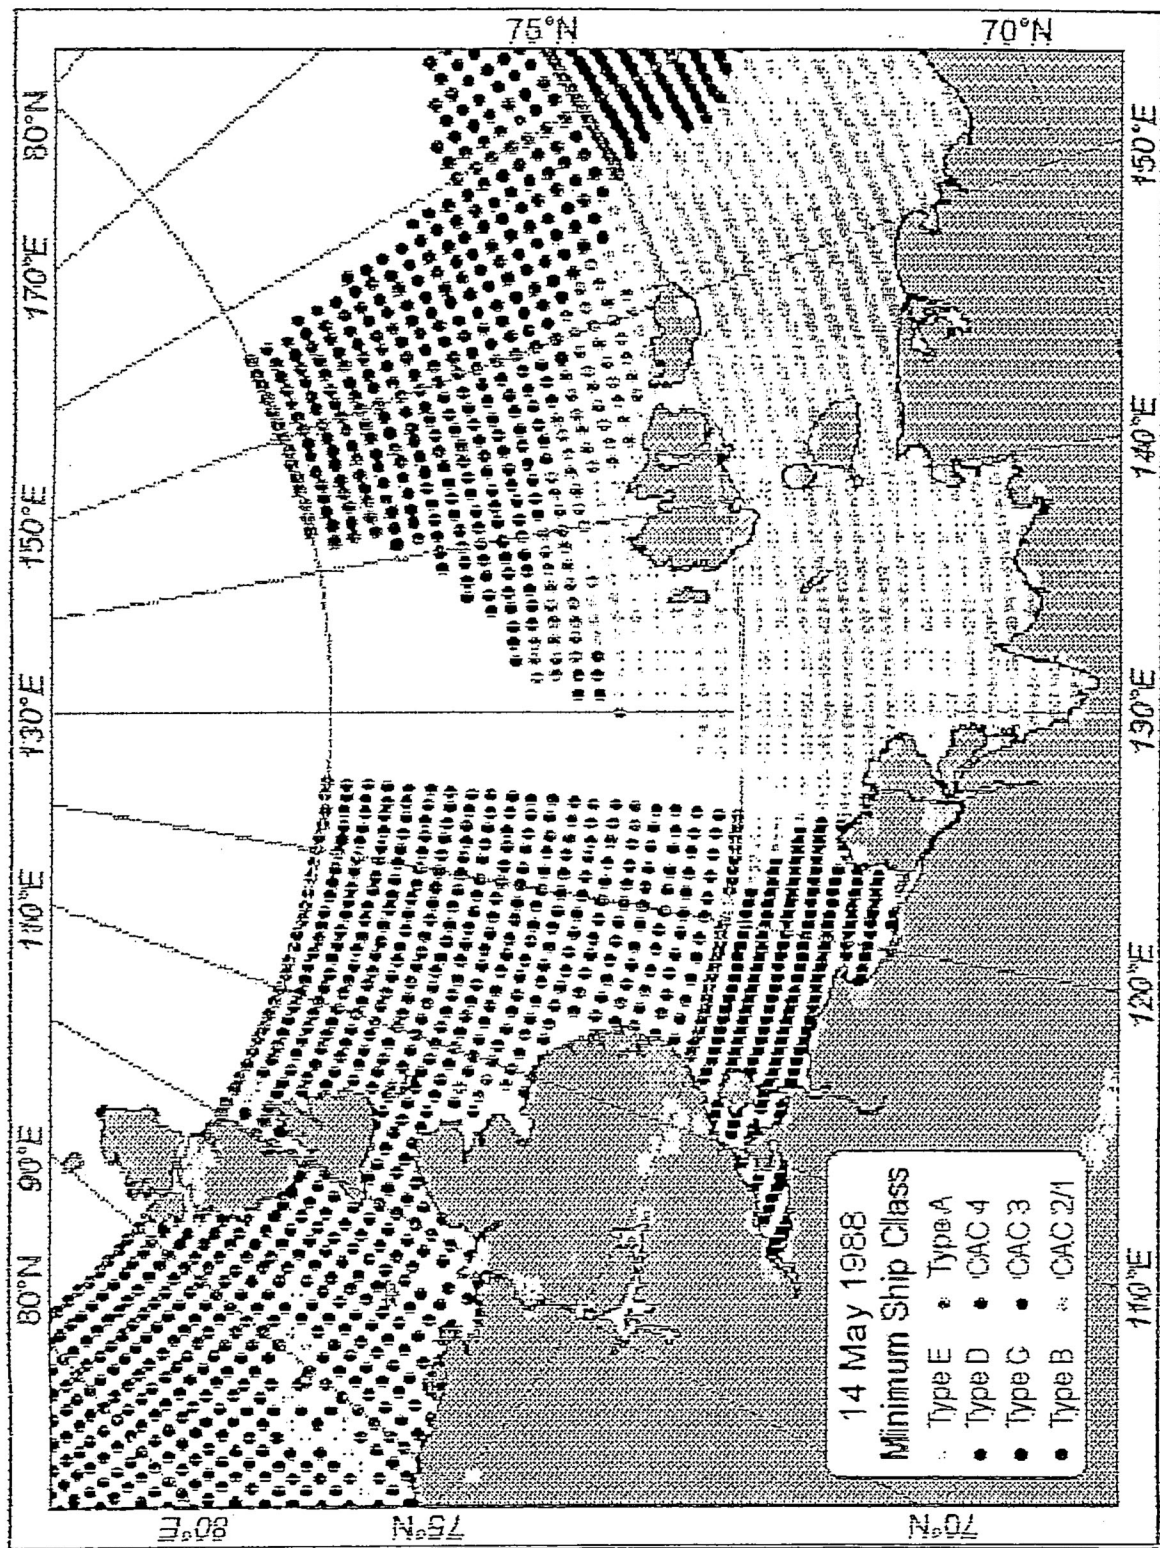 80°N 90°E 110°E 130°E 150°E 170°E 80°N
80°E
75°N 75°N
14 May 1988
Minimum Ship Class
Type E Type A
Type D CAC 4
Type C CAC 3
Type B CAC 2/1
70°N 70°N
110°E 120°E 130°E 140°E 150°E